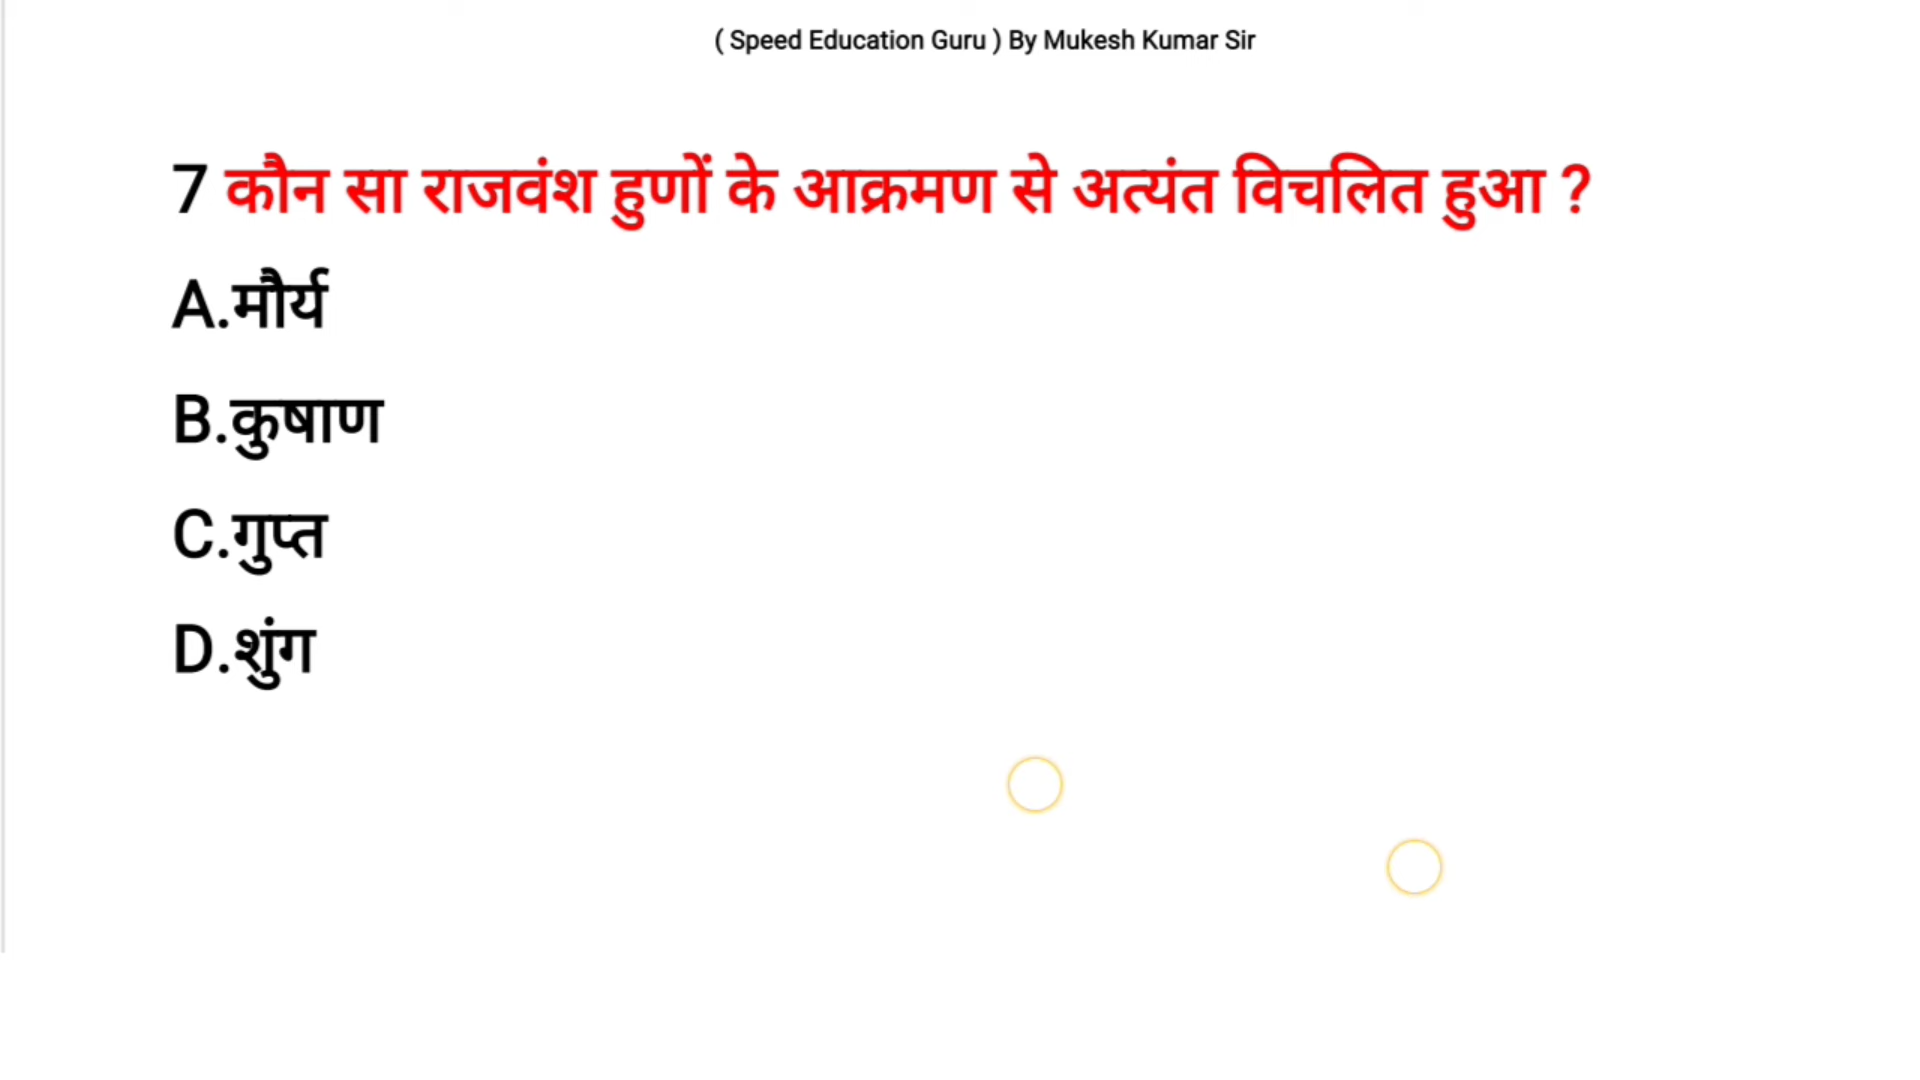 ( Speed Education Guru ) By Mukesh Kumar Sir
7 कौन सा राजवंश हुणों के आक्रमण से अत्यंत विचलित हुआ ?
A.मौर्य
B.कुषाण
C.गुप्त
D.शुंग